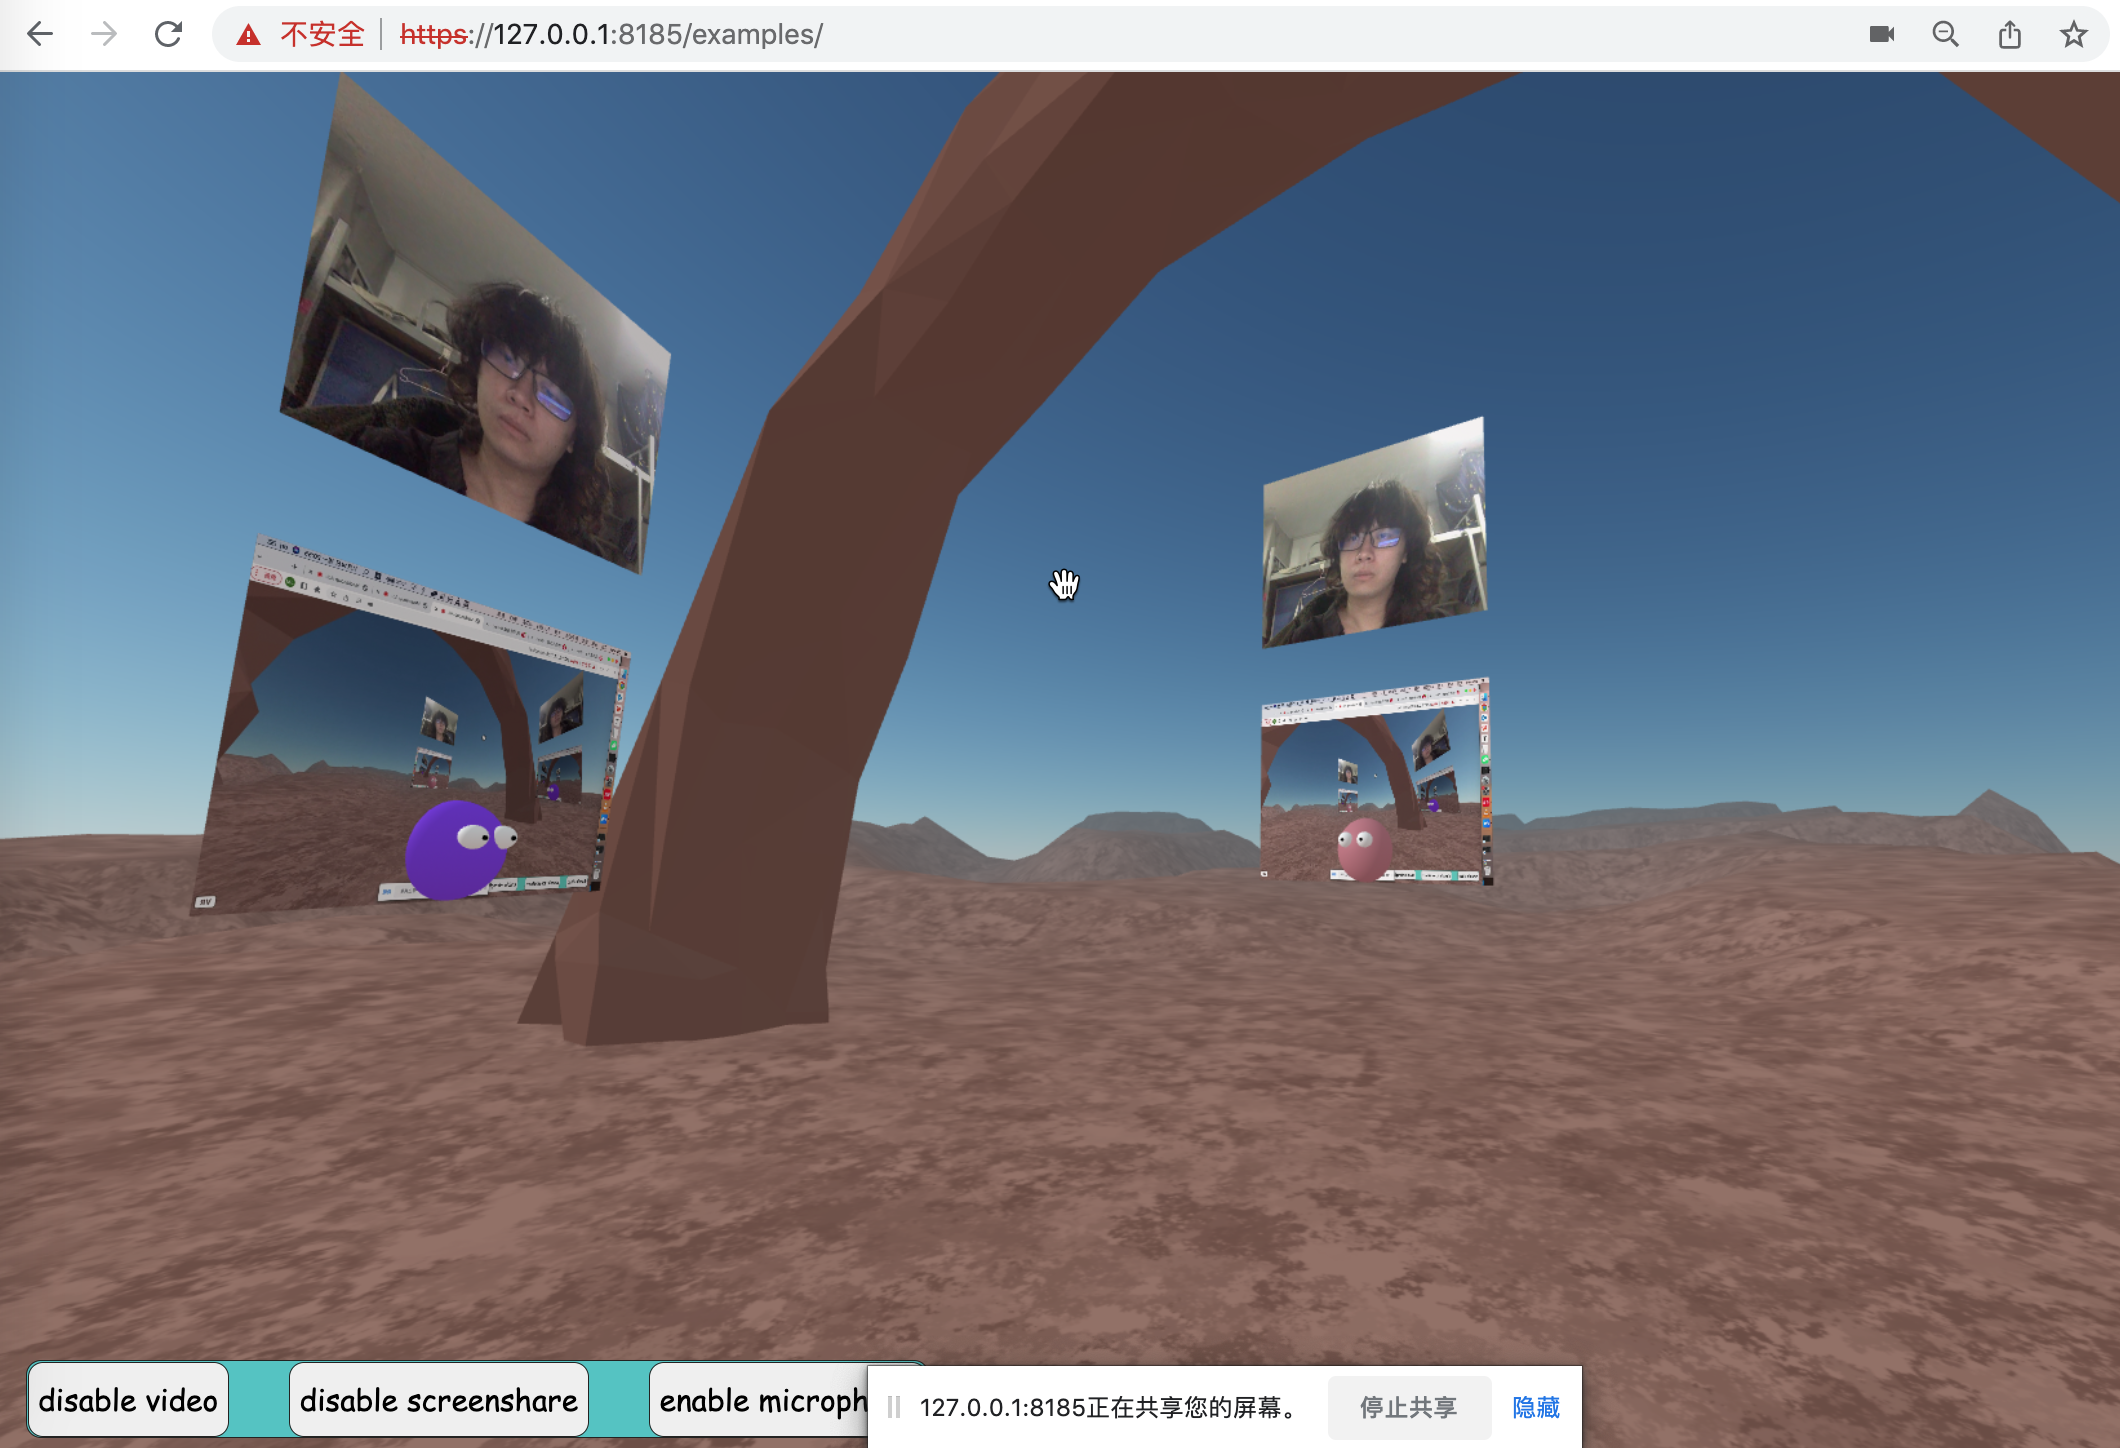 不安全 https://127.0.0.1:8185/examples/
disable video
disable screenshare
enable microph
127.0.0.1:8185正在共享您的屏幕。
停止共享
隐藏